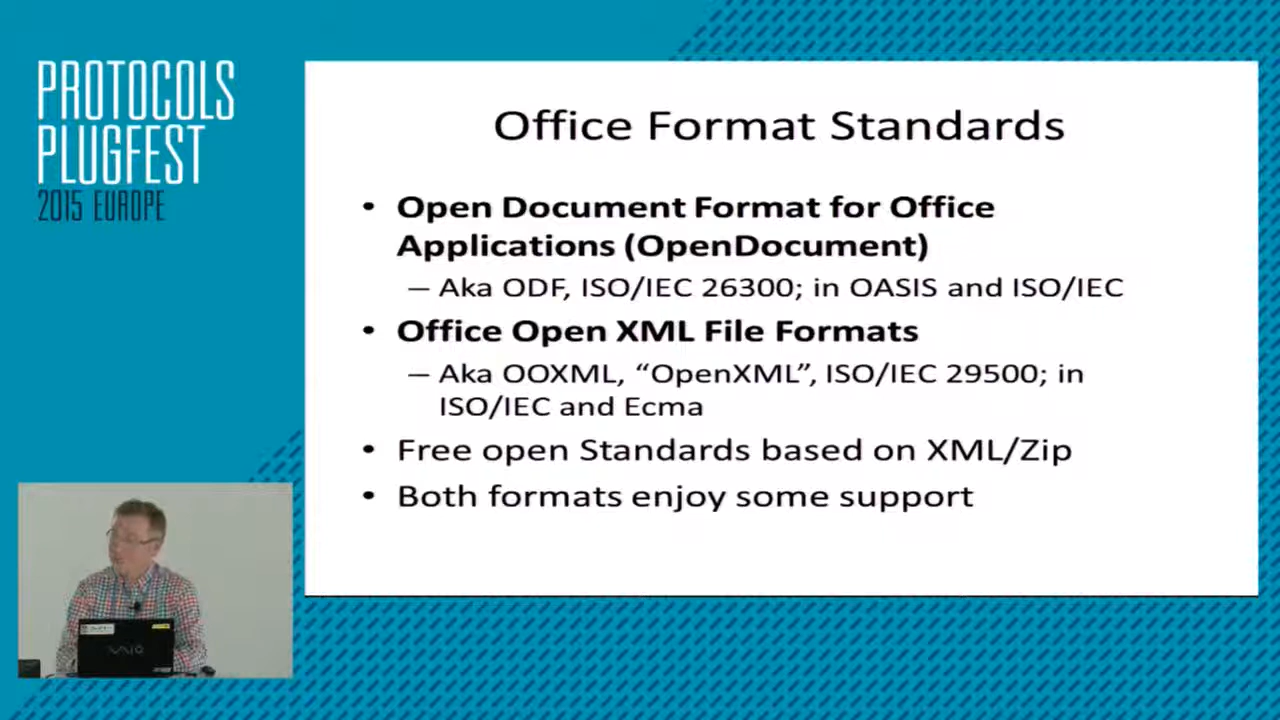 PROTOCOLS
PLUGFEST
2015 EUROPE
Office Format Standards
• Open Document Format for Office
Applications (OpenDocument)
– Aka ODF, ISO/IEC 26300; in OASIS and ISO/IEC
• Office Open XML File Formats
– Aka OOXML, “OpenXML”, ISO/IEC 29500; in
ISO/IEC and Ecma
• Free open Standards based on XML/Zip
• Both formats enjoy some support
VAIO